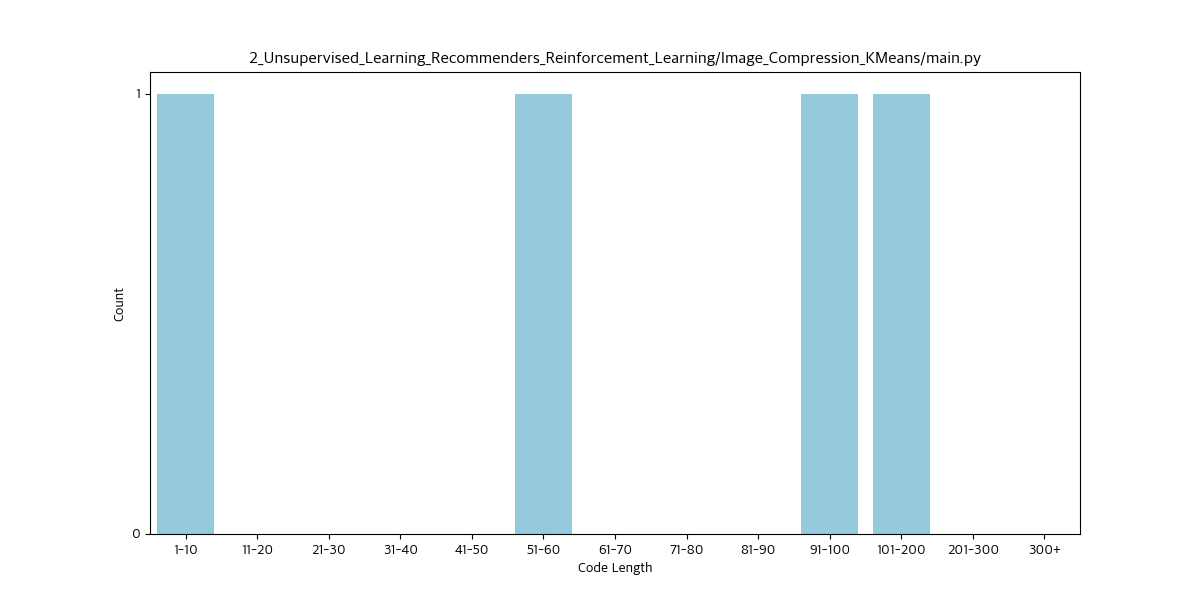 2_Unsupervised_Learning_Recommenders_Reinforcement_Learning/Image_Compression_KMeans/main.py
1
Count
0
1-10 11-20 21-30 31-40 41-50 51-60 61-70 71-80 81-90 91-100 101-200 201-300 300+
Code Length